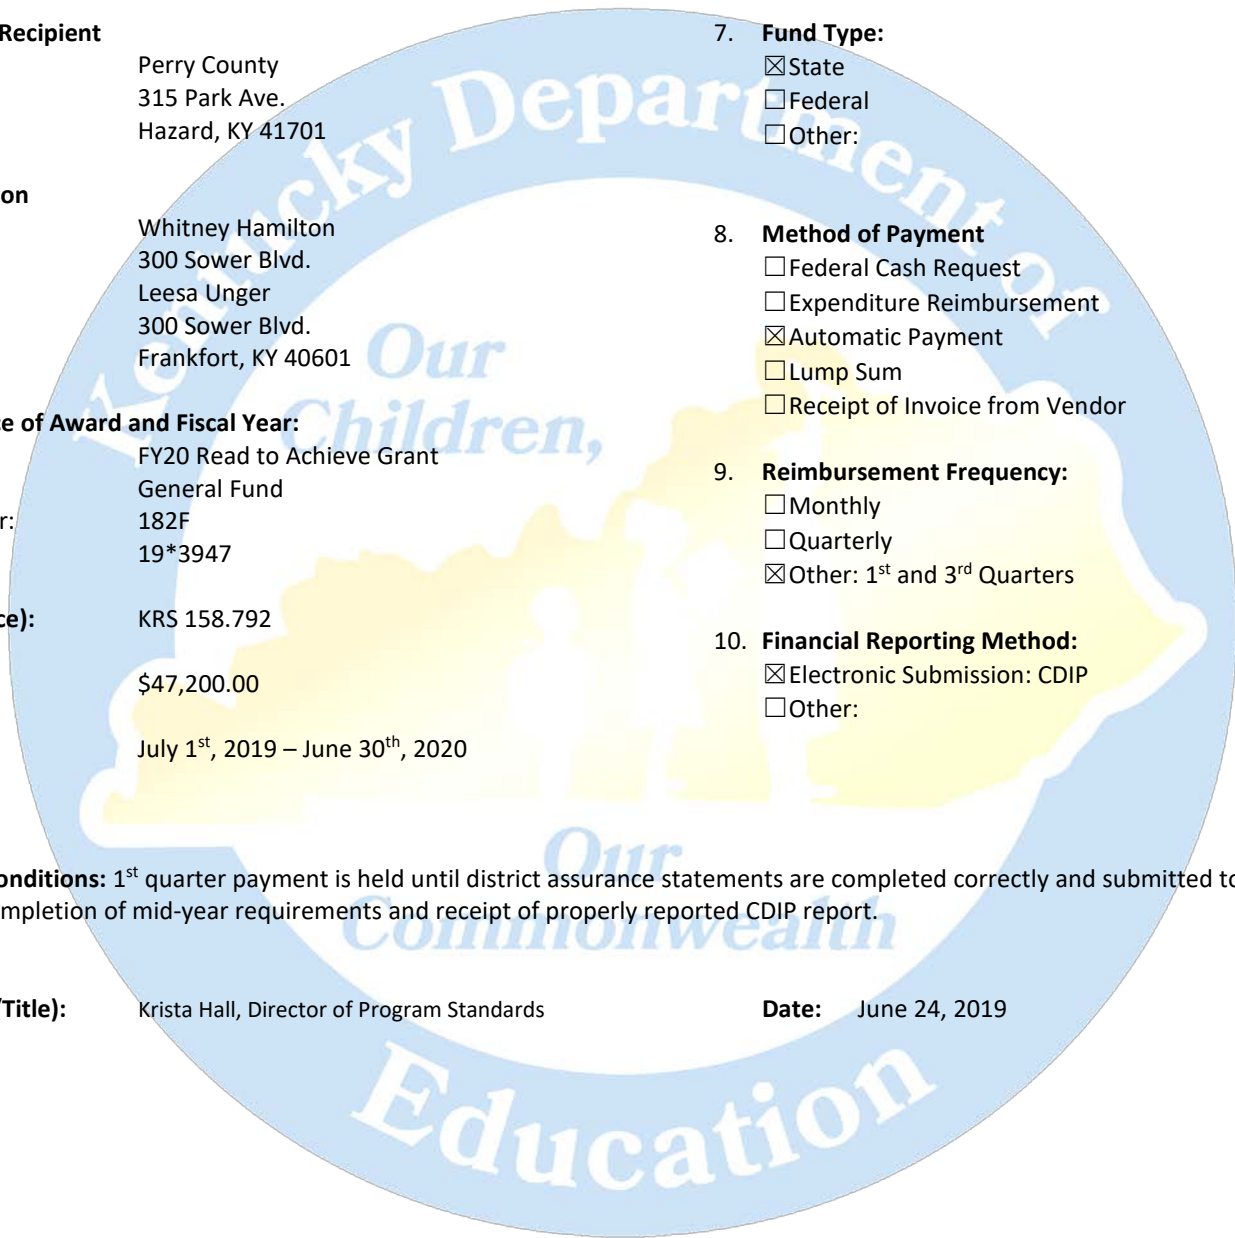 Recipient
Perry County
315 Park Ave.
Hazard, KY 41701
on
Whitney Hamilton
300 Sower Blvd.
Leesa Unger
300 Sower Blvd.
Frankfort, KY 40601
e of Award and Fiscal Year:
FY20 Read to Achieve Grant
General Fund
r: 182F
19*3947
ce): KRS 158.792
$47,200.00
July 1st, 2019 – June 30th, 2020
7. Fund Type:
☒State
☐Federal
☐Other:
8. Method of Payment
☐Federal Cash Request
☐Expenditure Reimbursement
☒Automatic Payment
☐Lump Sum
☐Receipt of Invoice from Vendor
9. Reimbursement Frequency:
☐Monthly
☐Quarterly
☒Other: 1st and 3rd Quarters
10. Financial Reporting Method:
☒Electronic Submission: CDIP
☐Other:
onditions: 1st quarter payment is held until district assurance statements are completed correctly and submitted to
mpletion of mid-year requirements and receipt of properly reported CDIP report.
/Title): Krista Hall, Director of Program Standards Date: June 24, 2019
Kentucky Department of
Education
Our
Children,
Our
Commonwealth